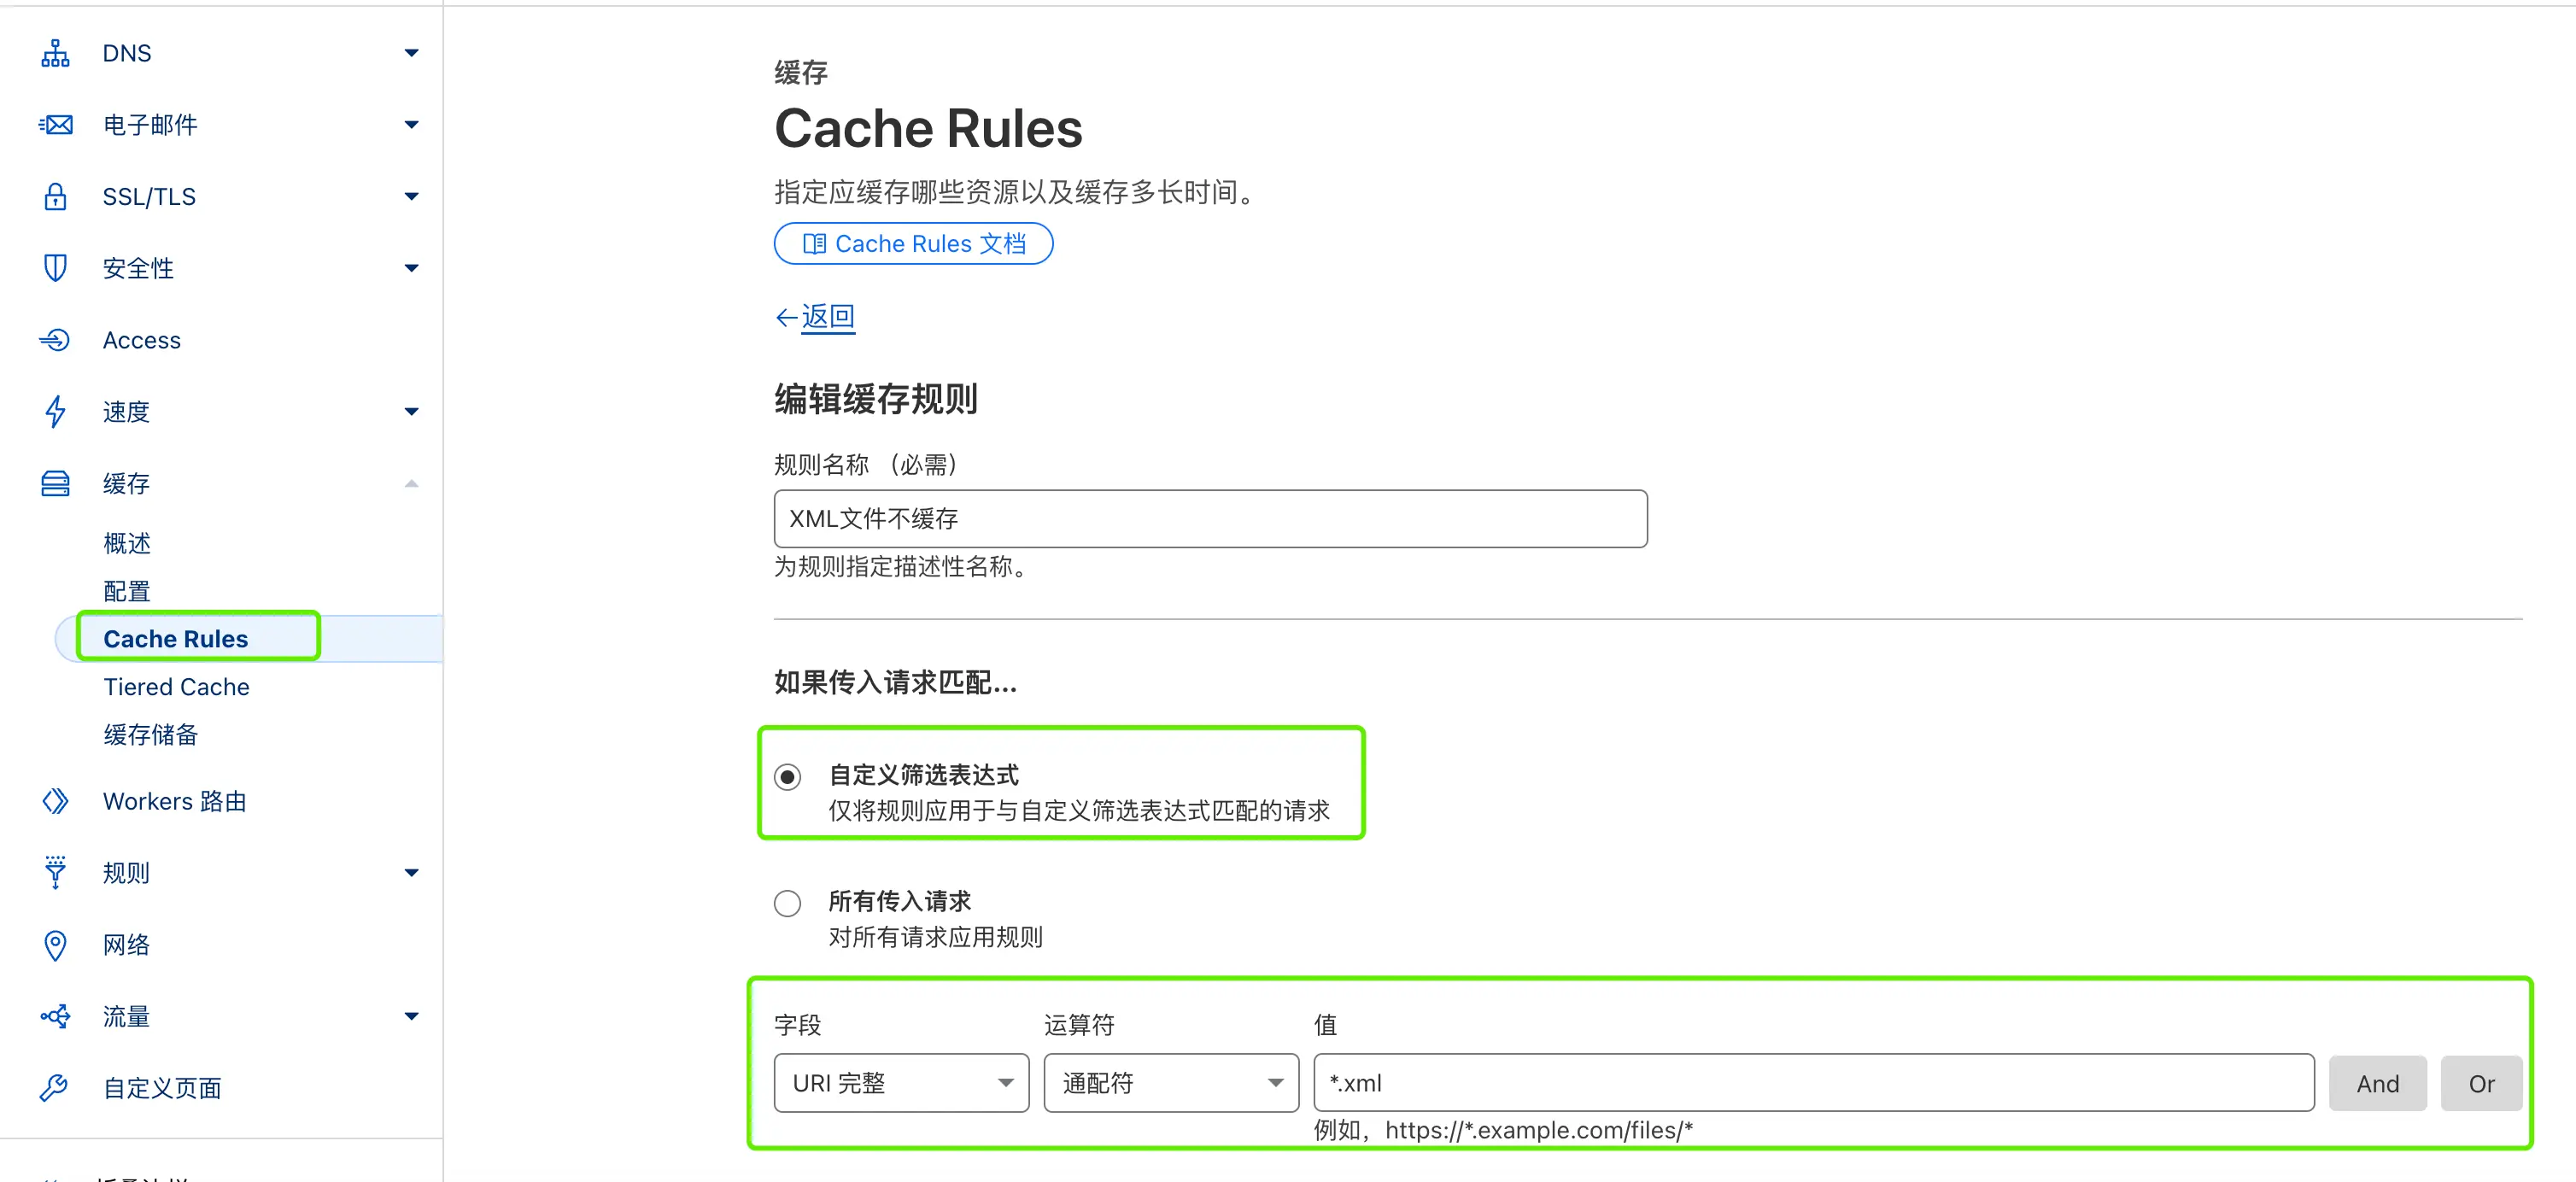 DNS
电子邮件
SSL/TLS
安全性
Access
速度
缓存
概述
配置
Cache Rules
Tiered Cache
缓存储备
Workers 路由
规则
网络
流量
自定义页面
缓存
Cache Rules
指定应缓存哪些资源以及缓存多长时间。
Cache Rules 文档
←返回
编辑缓存规则
规则名称 （必需）
XML文件不缓存
为规则指定描述性名称。
如果传入请求匹配...
自定义筛选表达式
仅将规则应用于与自定义筛选表达式匹配的请求
所有传入请求
对所有请求应用规则
字段 运算符 值
URI 完整 通配符 *.xml And Or
例如，https://*.example.com/files/*